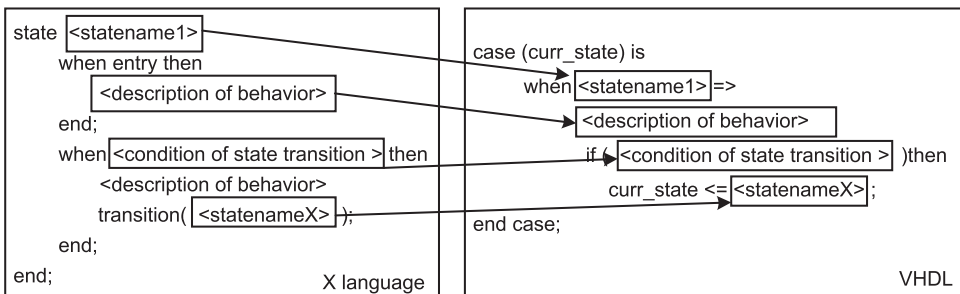 state <statename1>
when entry then
<description of behavior>
end;
when <condition of state transition > then
<description of behavior>
transition( <statenameX> );
end;
end;
X language
case (curr_state) is
when <statename1> =>
<description of behavior>
if ( <condition of state transition > )then
curr_state <= <statenameX> ;
end case;
VHDL